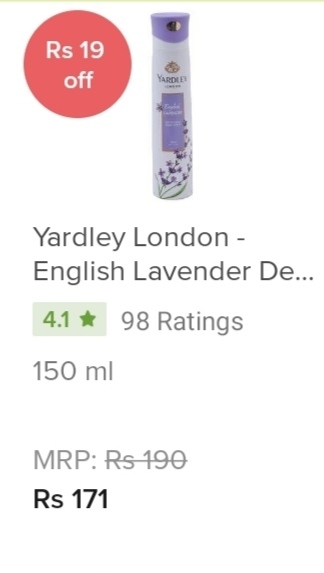 Rs 19
off
YARDLEY
LONDON
English
Yardley London -
English Lavender De...
4.1 ★ 98 Ratings
150 ml
MRP: Rs 190
Rs 171